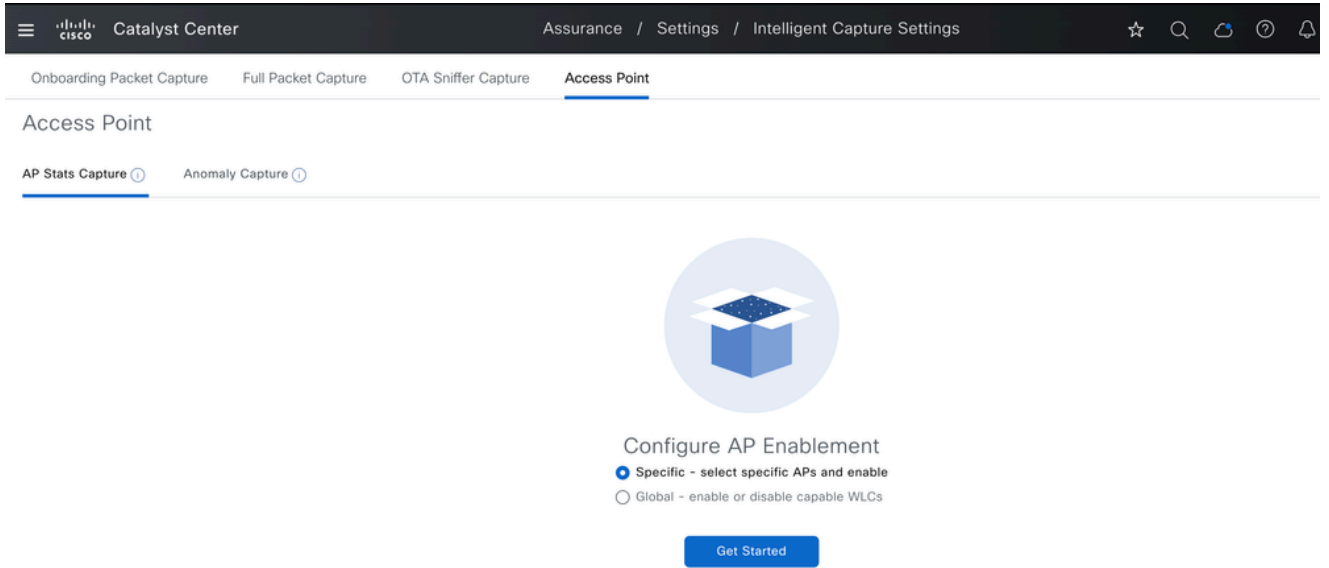 cisco Catalyst Center Assurance / Settings / Intelligent Capture Settings
Onboarding Packet Capture Full Packet Capture OTA Sniffer Capture Access Point
Access Point
AP Stats Capture Anomaly Capture
Configure AP Enablement
Specific - select specific APs and enable
Global - enable or disable capable WLCs
Get Started